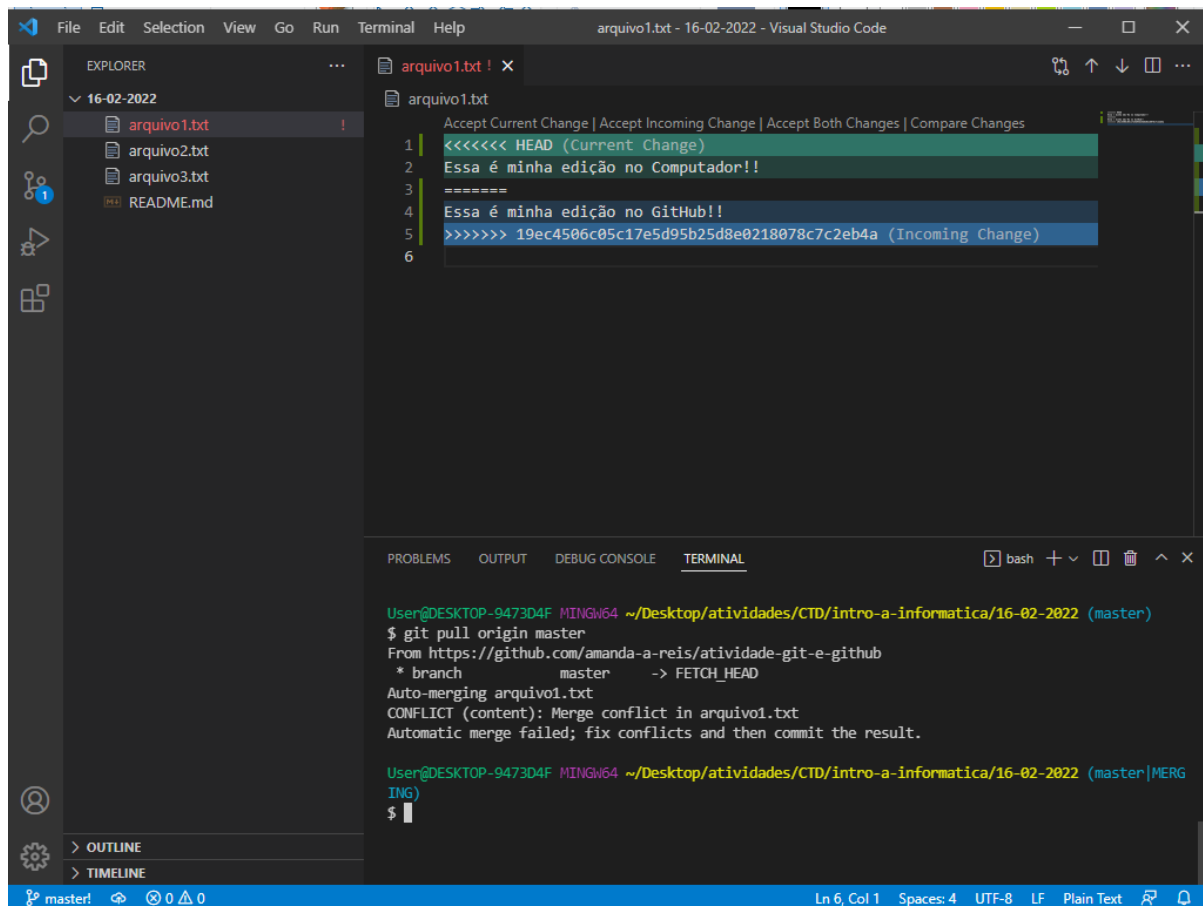 File Edit Selection View Go Run Terminal Help arquivo1.txt - 16-02-2022 - Visual Studio Code
EXPLORER ...
16-02-2022
arquivo1.txt !
arquivo2.txt
arquivo3.txt
README.md
OUTLINE
TIMELINE
1
arquivo1.txt ! ...
arquivo1.txt
Accept Current Change | Accept Incoming Change | Accept Both Changes | Compare Changes
1 <<<<<<< HEAD (Current Change)
2 Essa é minha edição no Computador!!
3 =======
4 Essa é minha edição no GitHub!!
5 >>>>>>> 19ec4506c05c17e5d95b25d8e0218078c7c2eb4a (Incoming Change)
6
PROBLEMS OUTPUT DEBUG CONSOLE TERMINAL bash
User@DESKTOP-9473D4F MINGW64 ~/Desktop/atividades/CTD/intro-a-informatica/16-02-2022 (master)
$ git pull origin master
From https://github.com/amanda-a-reis/atividade-git-e-github
* branch master -> FETCH_HEAD
Auto-merging arquivo1.txt
CONFLICT (content): Merge conflict in arquivo1.txt
Automatic merge failed; fix conflicts and then commit the result.
User@DESKTOP-9473D4F MINGW64 ~/Desktop/atividades/CTD/intro-a-informatica/16-02-2022 (master|MERG
ING)
$
master! 0 0 Ln 6, Col 1 Spaces: 4 UTF-8 LF Plain Text